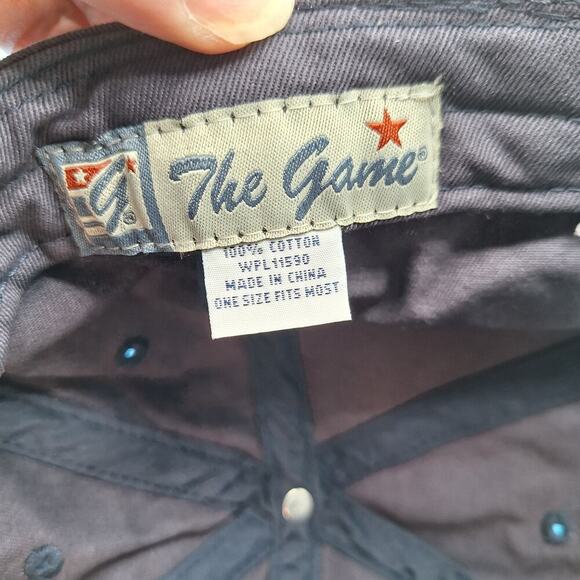 G®
The Game®
100% COTTON
WPL11590
MADE IN CHINA
ONE SIZE FITS MOST